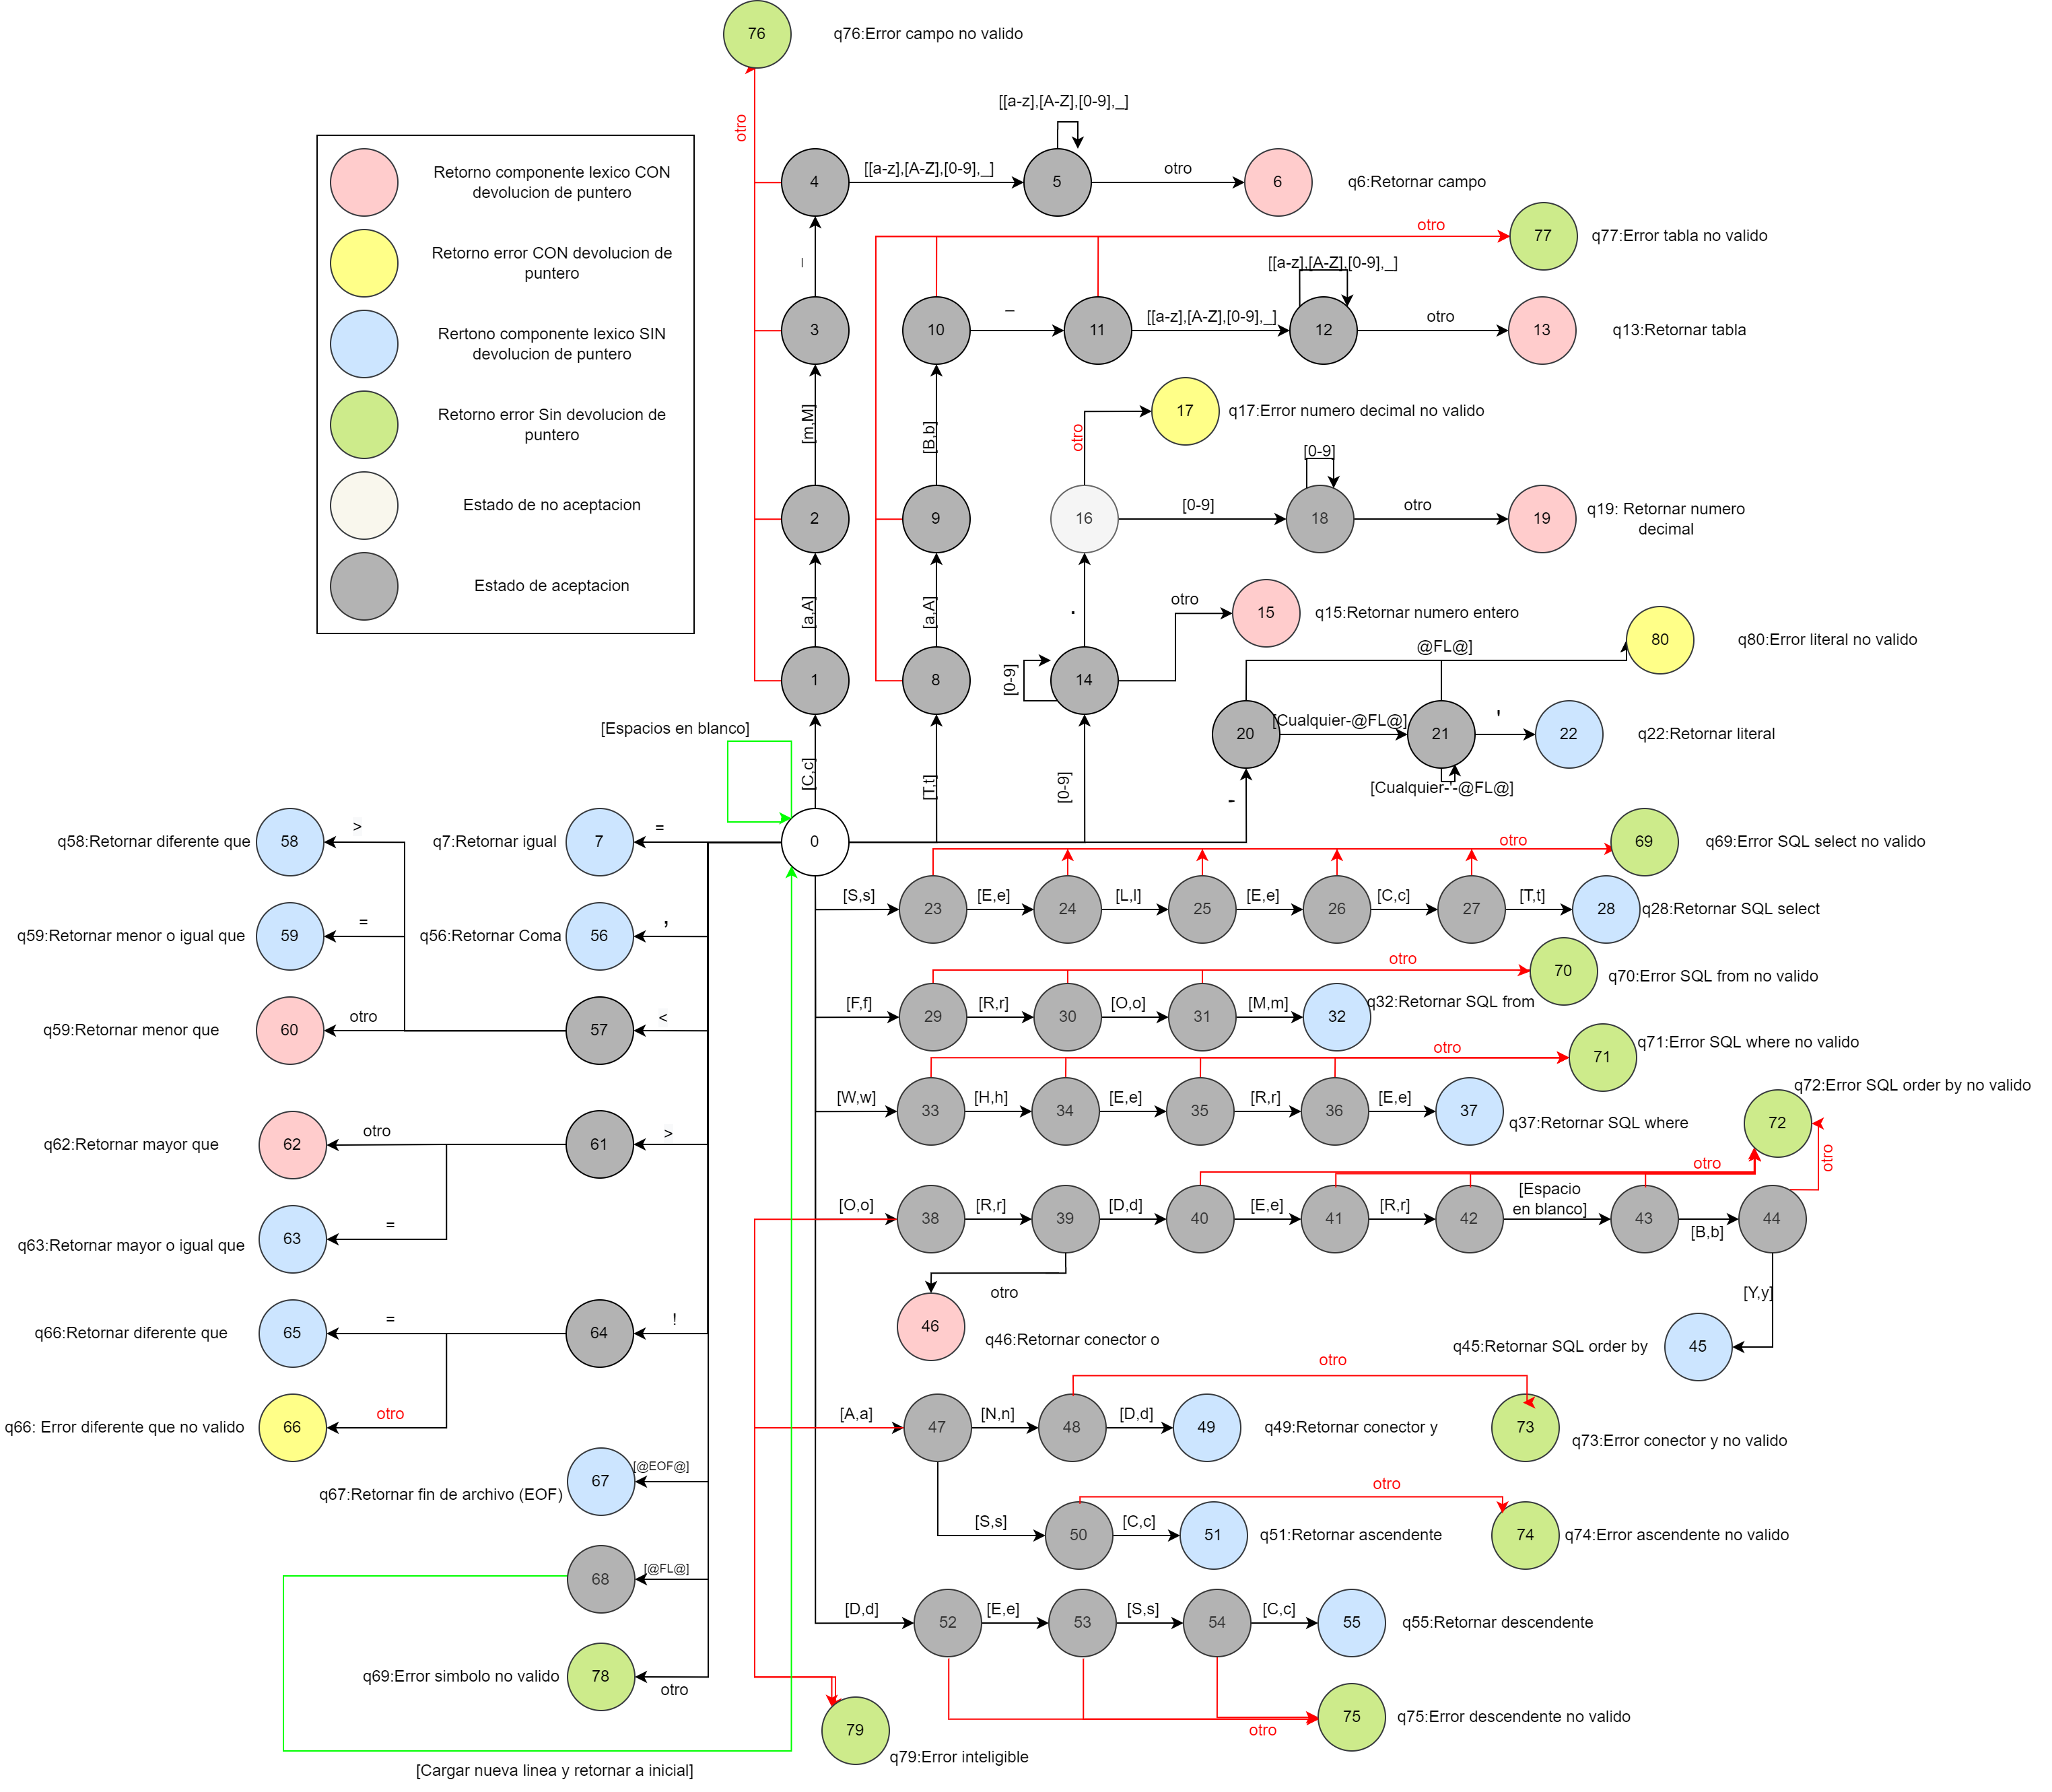 76
q76:Error campo no valido
otro
[[a-z],[A-Z],[0-9],_]
4
[[a-z],[A-Z],[0-9],_]
5
otro
6
q6:Retornar campo
Retorno componente lexico CON
devolucion de puntero
Retorno error CON devolucion de
puntero
Rertono componente lexico SIN
devolucion de puntero
Retorno error Sin devolucion de
puntero
Estado de no aceptacion
Estado de aceptacion
otro
77
q77:Error tabla no valido
_
[[a-z],[A-Z],[0-9],_]
3
10
_
11
[[a-z],[A-Z],[0-9],_]
12
otro
13
q13:Retornar tabla
[m,M]
[B,b]
otro
17
q17:Error numero decimal no valido
[0-9]
2
9
16
[0-9]
18
otro
19
q19: Retornar numero
decimal
[a,A]
[a,A]
.
otro
15
q15:Retornar numero entero
@FL@]
80
q80:Error literal no valido
1
8
[0-9]
14
[Espacios en blanco]
20
[Cualquier-@FL@]
21
'
22
q22:Retornar literal
[C,c]
[T,t]
[0-9]
[Cualquier-'-@FL@]
q58:Retornar diferente que
58
>
q7:Retornar igual
7
=
0
otro
69
q69:Error SQL select no valido
q59:Retornar menor o igual que
59
=
q56:Retornar Coma
56
,
[S,s]
23
[E,e]
24
[L,l]
25
[E,e]
26
[C,c]
27
[T,t]
28
q28:Retornar SQL select
otro
70
q70:Error SQL from no valido
q59:Retornar menor que
60
otro
57
<
[F,f]
29
[R,r]
30
[O,o]
31
[M,m]
32
q32:Retornar SQL from
otro
71
q71:Error SQL where no valido
q62:Retornar mayor que
62
otro
61
>
[W,w]
33
[H,h]
34
[E,e]
35
[R,r]
36
[E,e]
37
q37:Retornar SQL where
q72:Error SQL order by no valido
72
otro
otro
q63:Retornar mayor o igual que
63
=
[O,o]
38
[R,r]
39
[D,d]
40
[E,e]
41
[R,r]
42
[Espacio
en blanco]
43
[B,b]
44
otro
46
q46:Retornar conector o
[Y,y]
q45:Retornar SQL order by
45
q66:Retornar diferente que
65
=
64
!
q66: Error diferente que no valido
66
otro
otro
[A,a]
47
[N,n]
48
[D,d]
49
q49:Retornar conector y
73
q73:Error conector y no valido
q67:Retornar fin de archivo (EOF)
67
[@EOF@]
otro
[S,s]
50
[C,c]
51
q51:Retornar ascendente
74
q74:Error ascendente no valido
68
[@FL@]
[D,d]
52
[E,e]
53
[S,s]
54
[C,c]
55
q55:Retornar descendente
q69:Error simbolo no valido
78
otro
79
q79:Error inteligible
otro
75
q75:Error descendente no valido
[Cargar nueva linea y retornar a inicial]